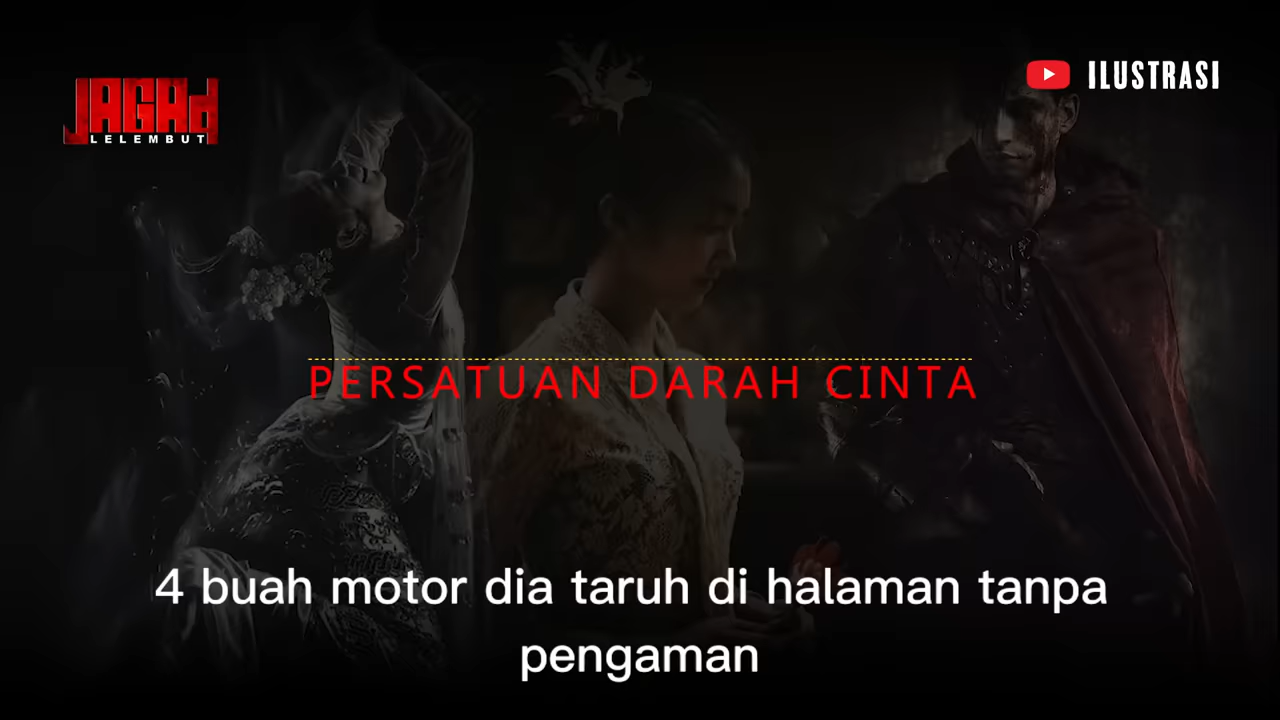 JAGAd
LELEMBUT
ILUSTRASI
PERSATUAN DARAH CINTA
4 buah motor dia taruh di halaman tanpa
pengaman